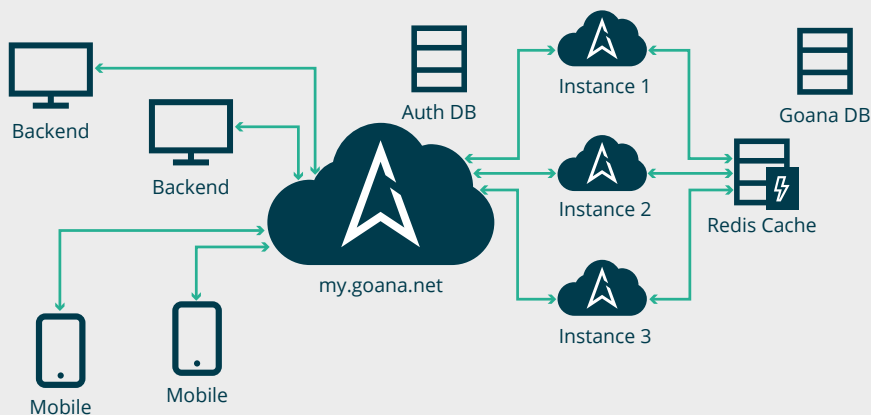 Backend
Backend
Mobile
Mobile
my.goana.net
Auth DB
Instance 1
Instance 2
Instance 3
Goana DB
Redis Cache